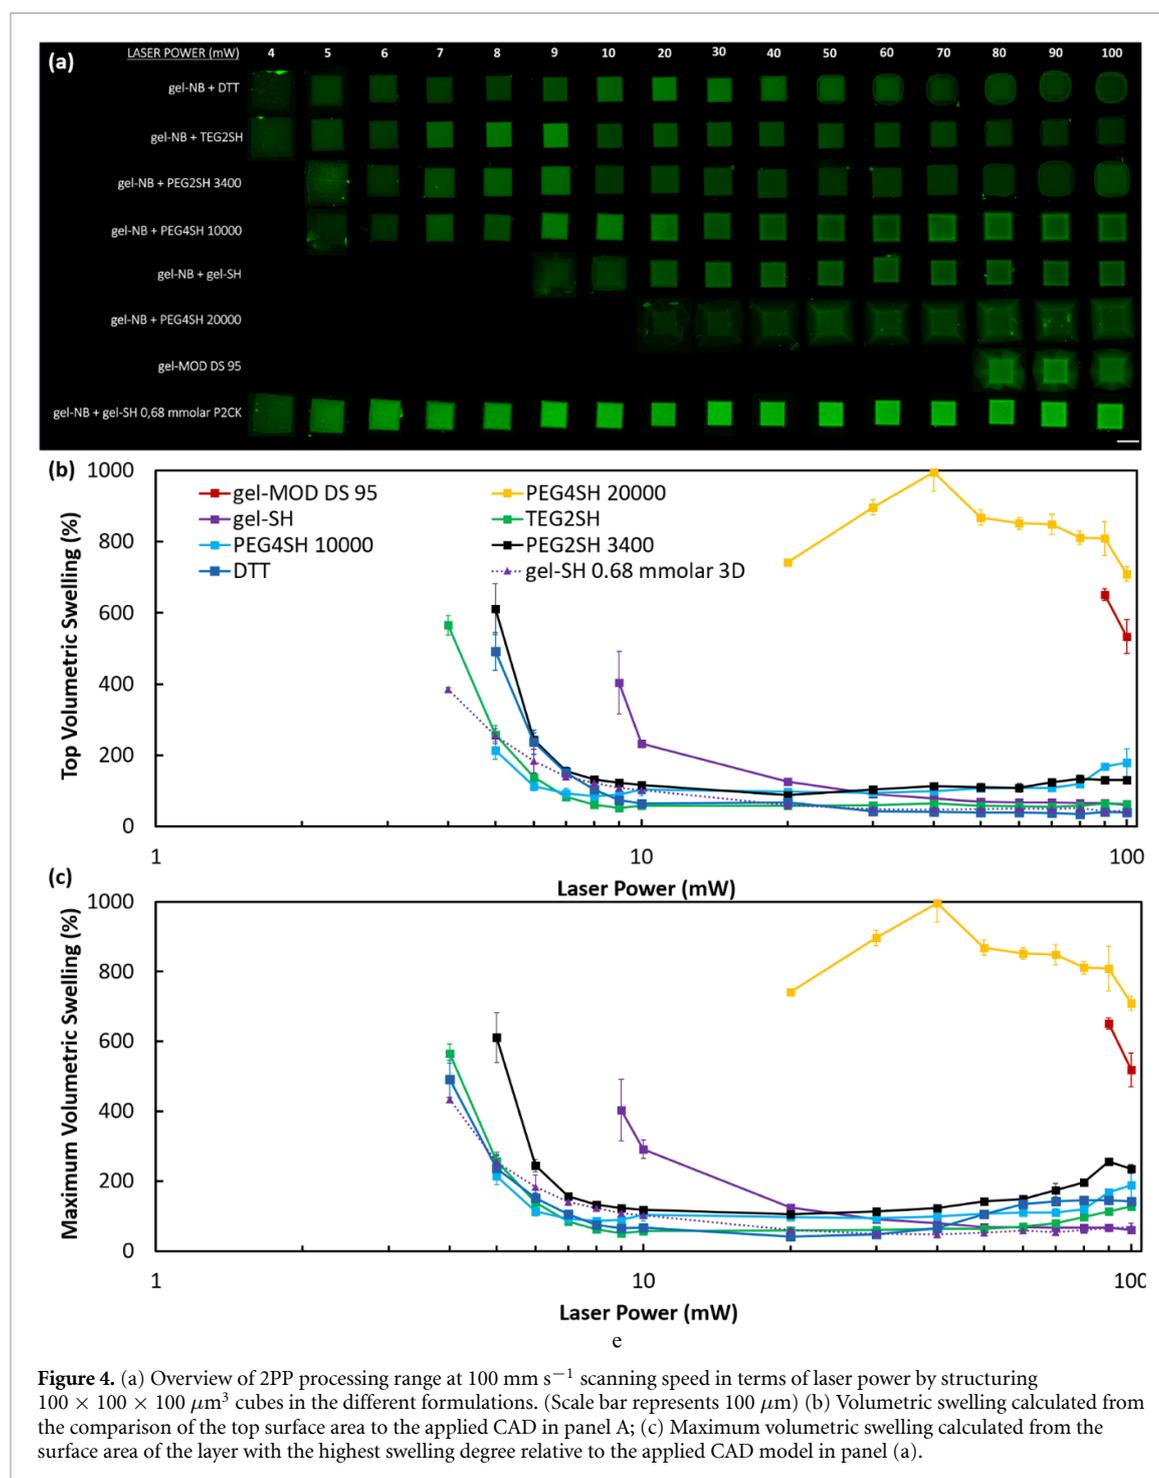 (a)
LASER POWER (mW) 4 5 6 7 8 9 10 20 30 40 50 60 70 80 90 100
gel-NB + DTT
gel-NB + TEG2SH
gel-NB + PEG2SH 3400
gel-NB + PEG4SH 10000
gel-NB + gel-SH
gel-NB + PEG4SH 20000
gel-MOD DS 95
gel-NB + gel-SH 0,68 mmolar P2CK
(b)
Top Volumetric Swelling (%)
1000
800
600
400
200
0
gel-MOD DS 95
PEG4SH 20000
gel-SH
TEG2SH
PEG4SH 10000
PEG2SH 3400
DTT
gel-SH 0.68 mmolar 3D
1 10 100
Laser Power (mW)
(c)
Maximum Volumetric Swelling (%)
1000
800
600
400
200
0
1 10 100
Laser Power (mW)
e
Figure 4. (a) Overview of 2PP processing range at 100 mm s⁻¹ scanning speed in terms of laser power by structuring
100 × 100 × 100 μm³ cubes in the different formulations. (Scale bar represents 100 μm) (b) Volumetric swelling calculated from
the comparison of the top surface area to the applied CAD in panel A; (c) Maximum volumetric swelling calculated from the
surface area of the layer with the highest swelling degree relative to the applied CAD model in panel (a).